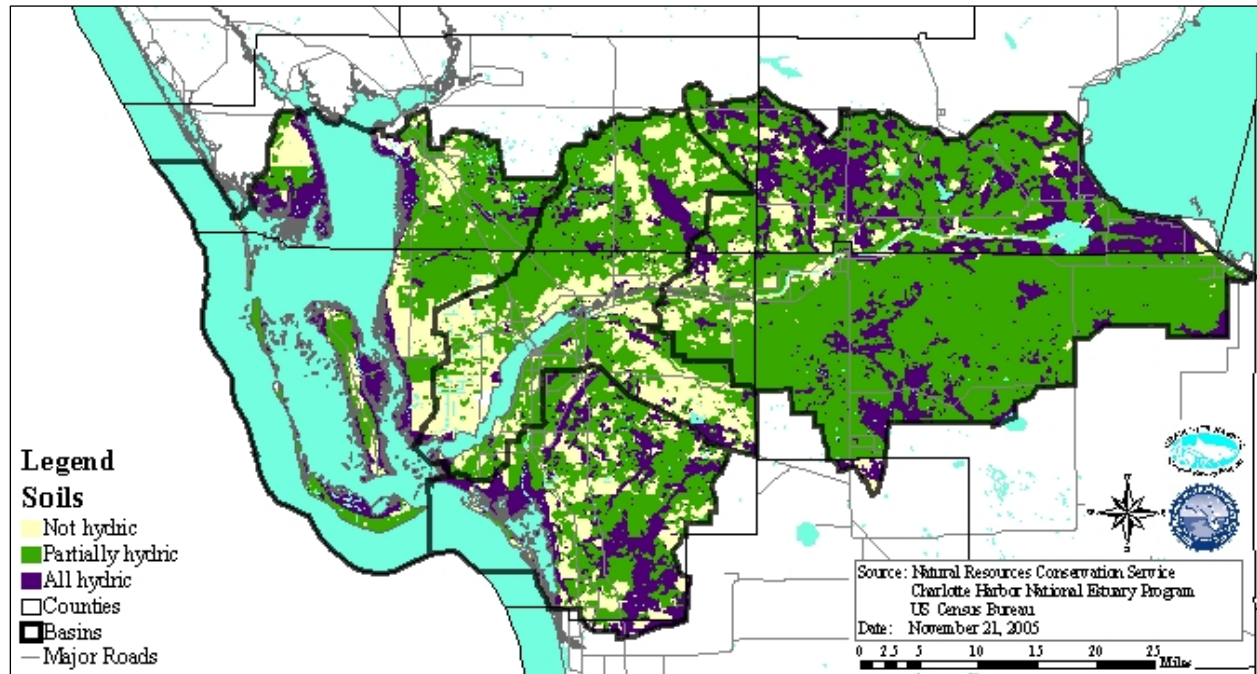 Legend
Soils
Not hydric
Partially hydric
All hydric
Counties
Basins
Major Roads
Source: Natural Resources Conservation Service
Charlotte Harbor National Estuary Program
US Census Bureau
Date: November 21, 2005
0 2.5 5 10 15 20 25
Miles